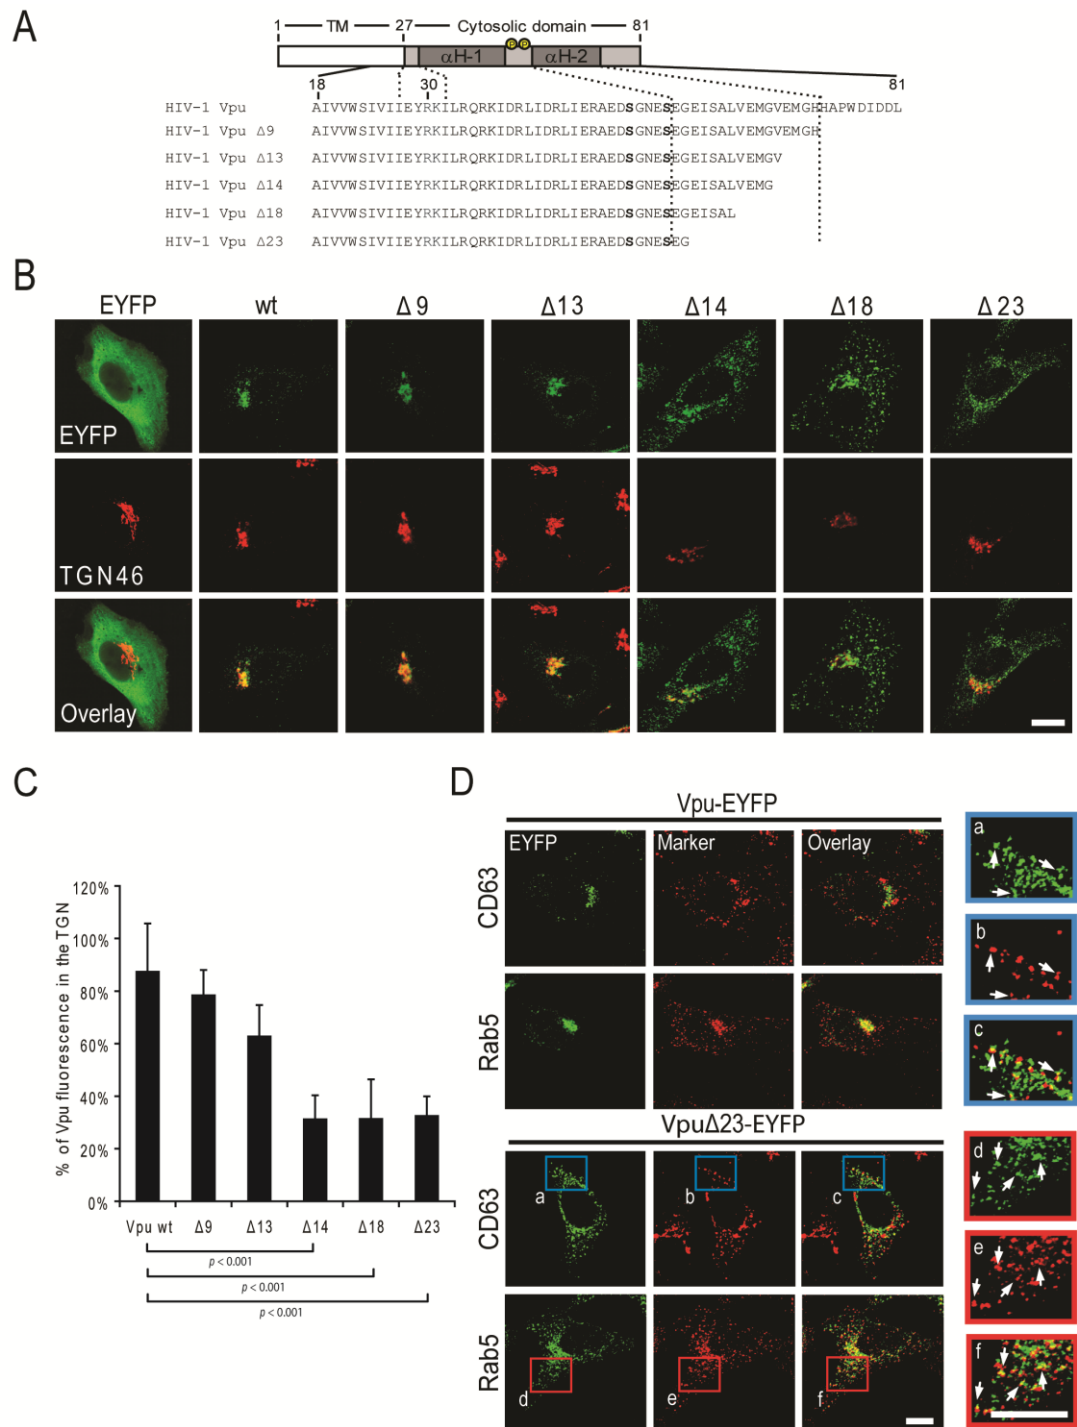 A
1 TM 27 Cytosolic domain 81
P P
αH-1 αH-2
18 30 81
HIV-1 Vpu AIVVWSIVIIEYRKILRQRKIDRLIDRLIERAEDSGNESEGEISALVEMGVEMGHHAPWDIDDL
HIV-1 Vpu Δ9 AIVVWSIVIIEYRKILRQRKIDRLIDRLIERAEDSGNESEGEISALVEMGVEMGH
HIV-1 Vpu Δ13 AIVVWSIVIIEYRKILRQRKIDRLIDRLIERAEDSGNESEGEISALVEMGV
HIV-1 Vpu Δ14 AIVVWSIVIIEYRKILRQRKIDRLIDRLIERAEDSGNESEGEISALVEMG
HIV-1 Vpu Δ18 AIVVWSIVIIEYRKILRQRKIDRLIDRLIERAEDSGNESEGEISAL
HIV-1 Vpu Δ23 AIVVWSIVIIEYRKILRQRKIDRLIDRLIERAEDSGNESEG
B
EYFP wt Δ9 Δ13 Δ14 Δ18 Δ23
EYFP
TGN46
Overlay
C
% of Vpu fluorescence in the TGN
120%
100%
80%
60%
40%
20%
0%
Vpu wt Δ9 Δ13 Δ14 Δ18 Δ23
p < 0.001
p < 0.001
p < 0.001
D
Vpu-EYFP
EYFP Marker Overlay
CD63
Rab5
VpuΔ23-EYFP
CD63
a b c
Rab5
d e f
a
b
c
d
e
f